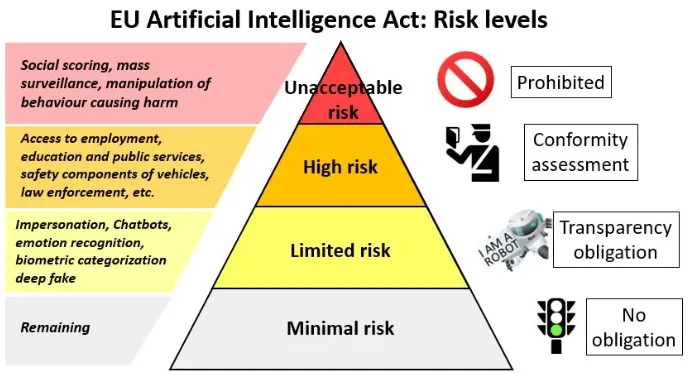 EU Artificial Intelligence Act: Risk levels
Social scoring, mass
surveillance, manipulation of
behaviour causing harm
Unacceptable
risk
Prohibited
Access to employment,
education and public services,
safety components of vehicles,
law enforcement, etc.
High risk
Conformity
assessment
Impersonation, Chatbots,
emotion recognition,
biometric categorization
deep fake
Limited risk
I AM A
ROBOT
Transparency
obligation
Remaining
Minimal risk
No
obligation